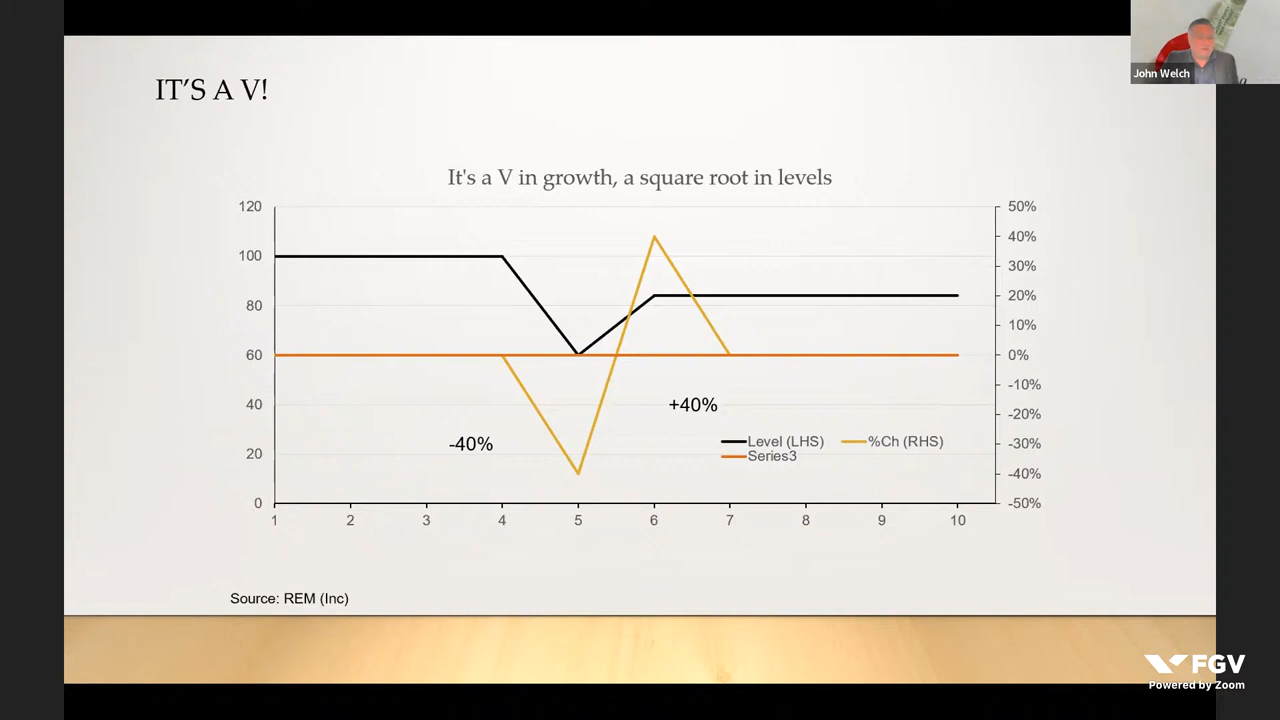 John Welch
IT'S A V!
It's a V in growth, a square root in levels
120
100
80
60
40
20
0
50%
40%
30%
20%
10%
0%
-10%
-20%
-30%
-40%
-50%
+40%
-40%
Level (LHS)
%Ch (RHS)
Series3
1 2 3 4 5 6 7 8 9 10
Source: REM (Inc)
FGV
Powered by Zoom